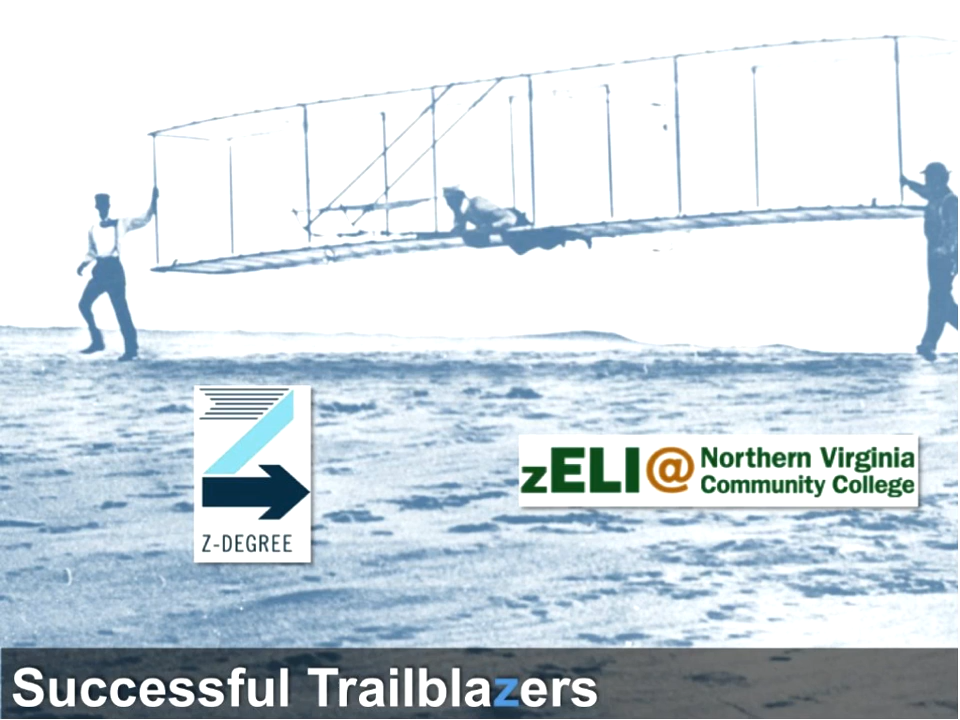 Z-DEGREE
zELI@ Northern Virginia
Community College
Successful Trailblazers